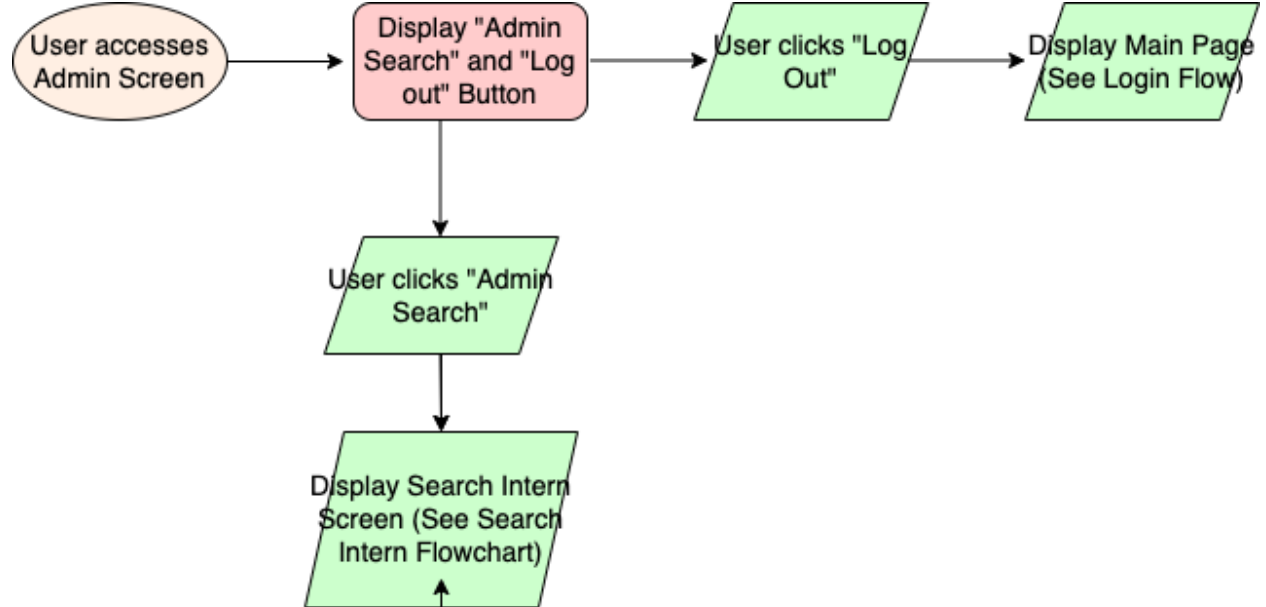 User accesses
Admin Screen
Display "Admin
Search" and "Log
out" Button
User clicks "Log
Out"
Display Main Page
(See Login Flow)
User clicks "Admin
Search"
Display Search Intern
Screen (See Search
Intern Flowchart)